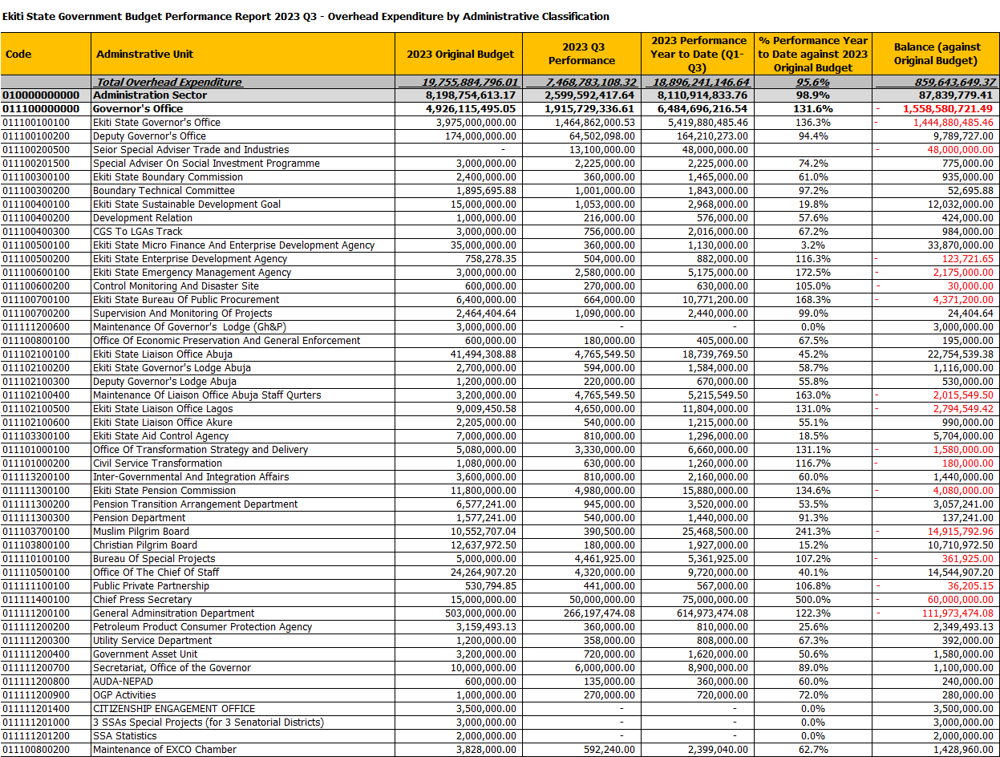 Ekiti State Government Budget Performance Report 2023 Q3 - Overhead Expenditure by Administrative Classification
Code Adminstrative Unit 2023 Original Budget 2023 Q3 Performance 2023 Performance Year to Date (Q1-Q3) % Performance Year to Date against 2023 Original Budget Balance (against Original Budget)
Total Overhead Expenditure 19,755,884,796.01 7,468,783,108.32 18,896,241,146.64 95.6% 859,643,649.37
010000000000 Administration Sector 8,198,754,613.17 2,599,592,417.64 8,110,914,833.76 98.9% 87,839,779.41
011100000000 Governor's Office 4,926,115,495.05 1,915,729,336.61 6,484,696,216.54 131.6% - 1,558,580,721.49
011100100100 Ekiti State Governor's Office 3,975,000,000.00 1,464,862,000.53 5,419,880,485.46 136.3% - 1,444,880,485.46
011100100200 Deputy Governor's Office 174,000,000.00 64,502,098.00 164,210,273.00 94.4% 9,789,727.00
011100200500 Seior Special Adviser Trade and Industries - 13,100,000.00 48,000,000.00 - 48,000,000.00
011100201500 Special Adviser On Social Investment Programme 3,000,000.00 2,225,000.00 2,225,000.00 74.2% 775,000.00
011100300100 Ekiti State Boundary Commission 2,400,000.00 360,000.00 1,465,000.00 61.0% 935,000.00
011100300200 Boundary Technical Committee 1,895,695.88 1,001,000.00 1,843,000.00 97.2% 52,695.88
011100400100 Ekiti State Sustainable Development Goal 15,000,000.00 1,053,000.00 2,968,000.00 19.8% 12,032,000.00
011100400200 Development Relation 1,000,000.00 216,000.00 576,000.00 57.6% 424,000.00
011100400300 CGS To LGAs Track 3,000,000.00 756,000.00 2,016,000.00 67.2% 984,000.00
011100500100 Ekiti State Micro Finance And Enterprise Development Agency 35,000,000.00 360,000.00 1,130,000.00 3.2% 33,870,000.00
011100500200 Ekiti State Enterprise Development Agency 758,278.35 504,000.00 882,000.00 116.3% - 123,721.65
011100600100 Ekiti State Emergency Management Agency 3,000,000.00 2,580,000.00 5,175,000.00 172.5% - 2,175,000.00
011100600200 Control Monitoring And Disaster Site 600,000.00 270,000.00 630,000.00 105.0% - 30,000.00
011100700100 Ekiti State Bureau Of Public Procurement 6,400,000.00 664,000.00 10,771,200.00 168.3% - 4,371,200.00
011100700200 Supervision And Monitoring Of Projects 2,464,404.64 1,090,000.00 2,440,000.00 99.0% 24,404.64
011111200600 Maintenance Of Governor's Lodge (Gh&P) 3,000,000.00 - - 0.0% 3,000,000.00
011100800100 Office Of Economic Preservation And General Enforcement 600,000.00 180,000.00 405,000.00 67.5% 195,000.00
011102100100 Ekiti State Liaison Office Abuja 41,494,308.88 4,765,549.50 18,739,769.50 45.2% 22,754,539.38
011102100200 Ekiti State Governor's Lodge Abuja 2,700,000.00 594,000.00 1,584,000.00 58.7% 1,116,000.00
011102100300 Deputy Governor's Lodge Abuja 1,200,000.00 220,000.00 670,000.00 55.8% 530,000.00
011102100400 Maintenance Of Liaison Office Abuja Staff Qurters 3,200,000.00 4,765,549.50 5,215,549.50 163.0% - 2,015,549.50
011102100500 Ekiti State Liaison Office Lagos 9,009,450.58 4,650,000.00 11,804,000.00 131.0% - 2,794,549.42
011102100600 Ekiti State Liaison Office Akure 2,205,000.00 540,000.00 1,215,000.00 55.1% 990,000.00
011103300100 Ekiti State Aid Control Agency 7,000,000.00 810,000.00 1,296,000.00 18.5% 5,704,000.00
011101000100 Office Of Transformation Strategy and Delivery 5,080,000.00 3,330,000.00 6,660,000.00 131.1% - 1,580,000.00
011101000200 Civil Service Transformation 1,080,000.00 630,000.00 1,260,000.00 116.7% - 180,000.00
011113200100 Inter-Governmental And Integration Affairs 3,600,000.00 810,000.00 2,160,000.00 60.0% 1,440,000.00
011111300100 Ekiti State Pension Commission 11,800,000.00 4,980,000.00 15,880,000.00 134.6% - 4,080,000.00
011111300200 Pension Transition Arrangement Department 6,577,241.00 945,000.00 3,520,000.00 53.5% 3,057,241.00
011111300300 Pension Department 1,577,241.00 540,000.00 1,440,000.00 91.3% 137,241.00
011103700100 Muslim Pilgrim Board 10,552,707.04 390,500.00 25,468,500.00 241.3% - 14,915,792.96
011103800100 Christian Pilgrim Board 12,637,972.50 180,000.00 1,927,000.00 15.2% 10,710,972.50
011110100100 Bureau Of Special Projects 5,000,000.00 4,461,925.00 5,361,925.00 107.2% - 361,925.00
011110500100 Office Of The Chief Of Staff 24,264,907.20 4,320,000.00 9,720,000.00 40.1% 14,544,907.20
011111100100 Public Private Partnership 530,794.85 441,000.00 567,000.00 106.8% - 36,205.15
011111400100 Chief Press Secretary 15,000,000.00 50,000,000.00 75,000,000.00 500.0% - 60,000,000.00
011111200100 General Adminsitration Department 503,000,000.00 266,197,474.08 614,973,474.08 122.3% - 111,973,474.08
011111200200 Petroleum Product Consumer Protection Agency 3,159,493.13 360,000.00 810,000.00 25.6% 2,349,493.13
011111200300 Utility Service Department 1,200,000.00 358,000.00 808,000.00 67.3% 392,000.00
011111200400 Government Asset Unit 3,200,000.00 720,000.00 1,620,000.00 50.6% 1,580,000.00
011111200700 Secretariat, Office of the Governor 10,000,000.00 6,000,000.00 8,900,000.00 89.0% 1,100,000.00
011111200800 AUDA-NEPAD 600,000.00 135,000.00 360,000.00 60.0% 240,000.00
011111200900 OGP Activities 1,000,000.00 270,000.00 720,000.00 72.0% 280,000.00
011111201400 CITIZENSHIP ENGAGEMENT OFFICE 3,500,000.00 - - 0.0% 3,500,000.00
011111201000 3 SSAs Special Projects (for 3 Senatorial Districts) 3,000,000.00 - - 0.0% 3,000,000.00
011111201200 SSA Statistics 2,000,000.00 - - 0.0% 2,000,000.00
011100800200 Maintenance of EXCO Chamber 3,828,000.00 592,240.00 2,399,040.00 62.7% 1,428,960.00